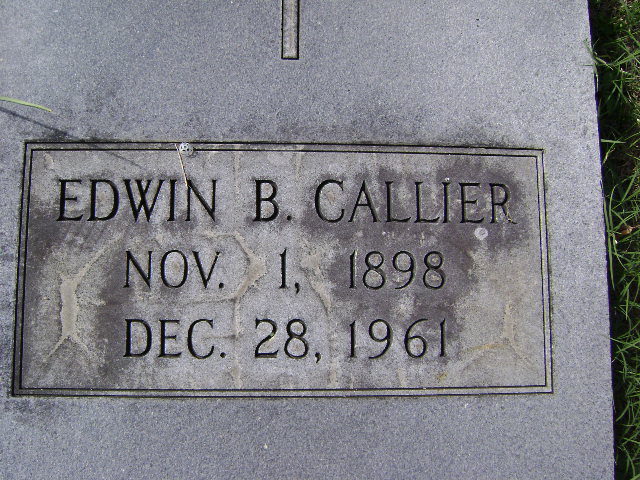 EDWIN B. CALLIER
NOV. 1, 1898
DEC. 28, 1961